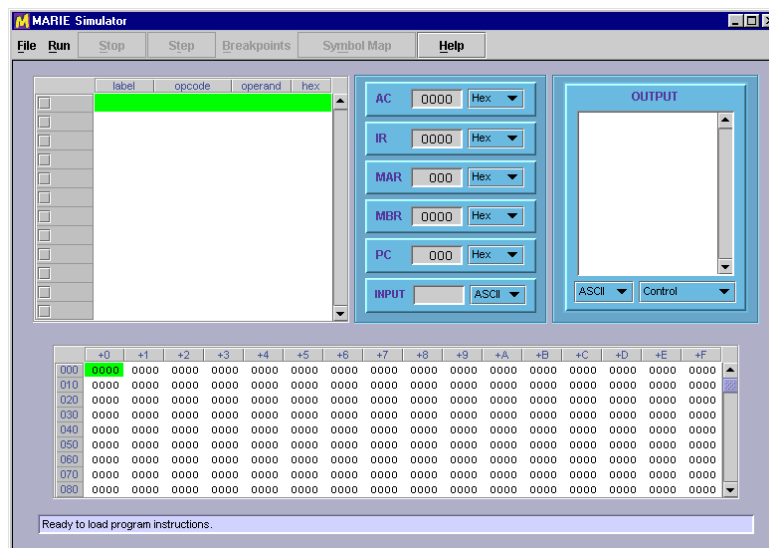 MARIE Simulator
File Run Stop Step Breakpoints Symbol Map Help
label opcode operand hex
AC 0000 Hex
IR 0000 Hex
MAR 000 Hex
MBR 0000 Hex
PC 000 Hex
INPUT ASCII
OUTPUT
ASCII Control
+0 +1 +2 +3 +4 +5 +6 +7 +8 +9 +A +B +C +D +E +F
000 0000 0000 0000 0000 0000 0000 0000 0000 0000 0000 0000 0000 0000 0000 0000 0000
010 0000 0000 0000 0000 0000 0000 0000 0000 0000 0000 0000 0000 0000 0000 0000 0000
020 0000 0000 0000 0000 0000 0000 0000 0000 0000 0000 0000 0000 0000 0000 0000 0000
030 0000 0000 0000 0000 0000 0000 0000 0000 0000 0000 0000 0000 0000 0000 0000 0000
040 0000 0000 0000 0000 0000 0000 0000 0000 0000 0000 0000 0000 0000 0000 0000 0000
050 0000 0000 0000 0000 0000 0000 0000 0000 0000 0000 0000 0000 0000 0000 0000 0000
060 0000 0000 0000 0000 0000 0000 0000 0000 0000 0000 0000 0000 0000 0000 0000 0000
070 0000 0000 0000 0000 0000 0000 0000 0000 0000 0000 0000 0000 0000 0000 0000 0000
080 0000 0000 0000 0000 0000 0000 0000 0000 0000 0000 0000 0000 0000 0000 0000 0000
Ready to load program instructions.